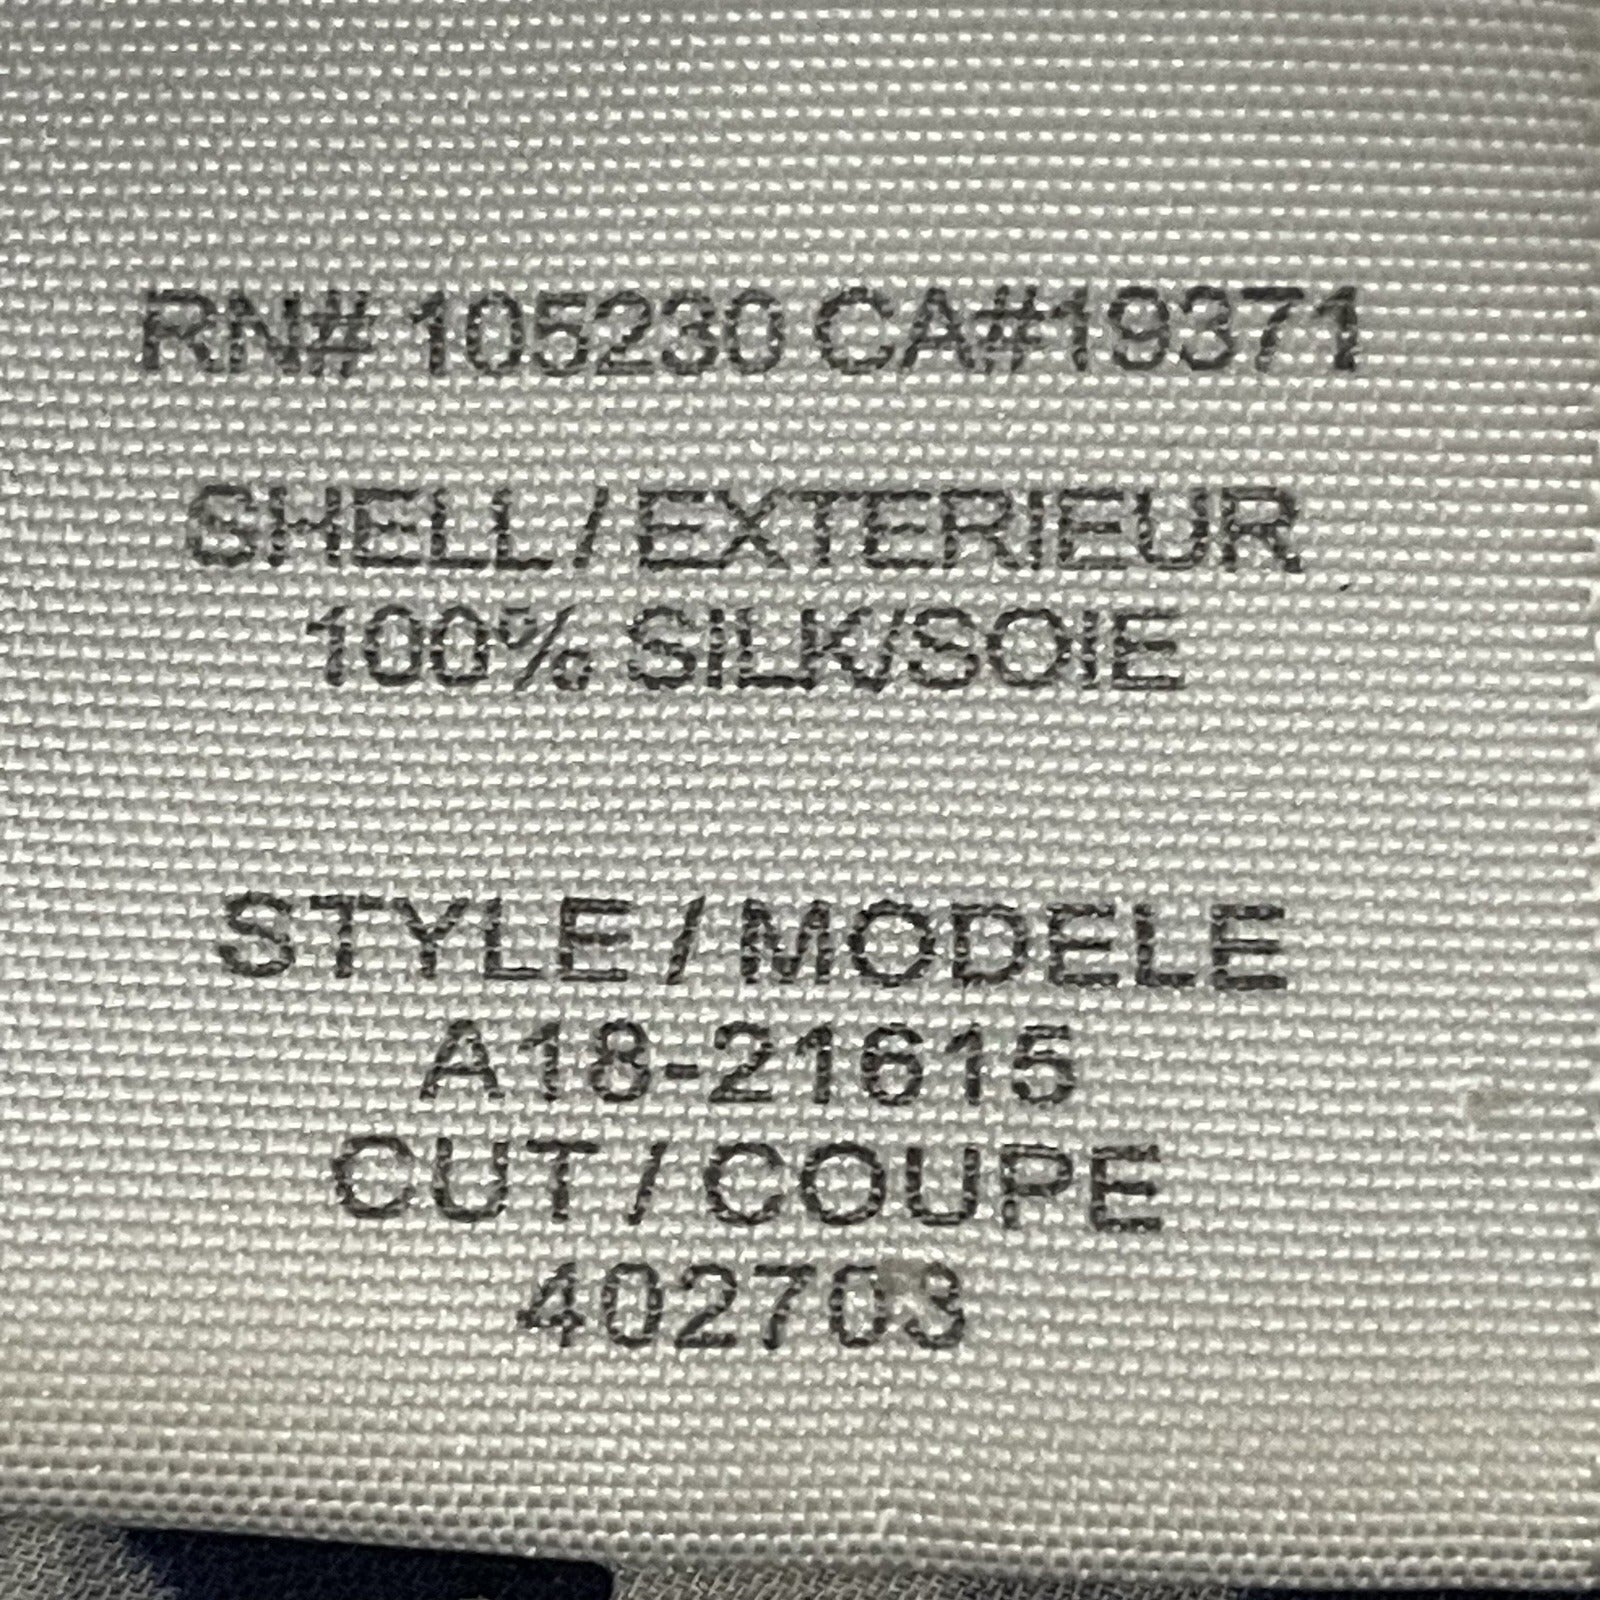 RN# 105230 CA#19371
SHELL / EXTERIEUR
100% SILK/SOIE
STYLE / MODELE
A18-21615
CUT / COUPE
402703